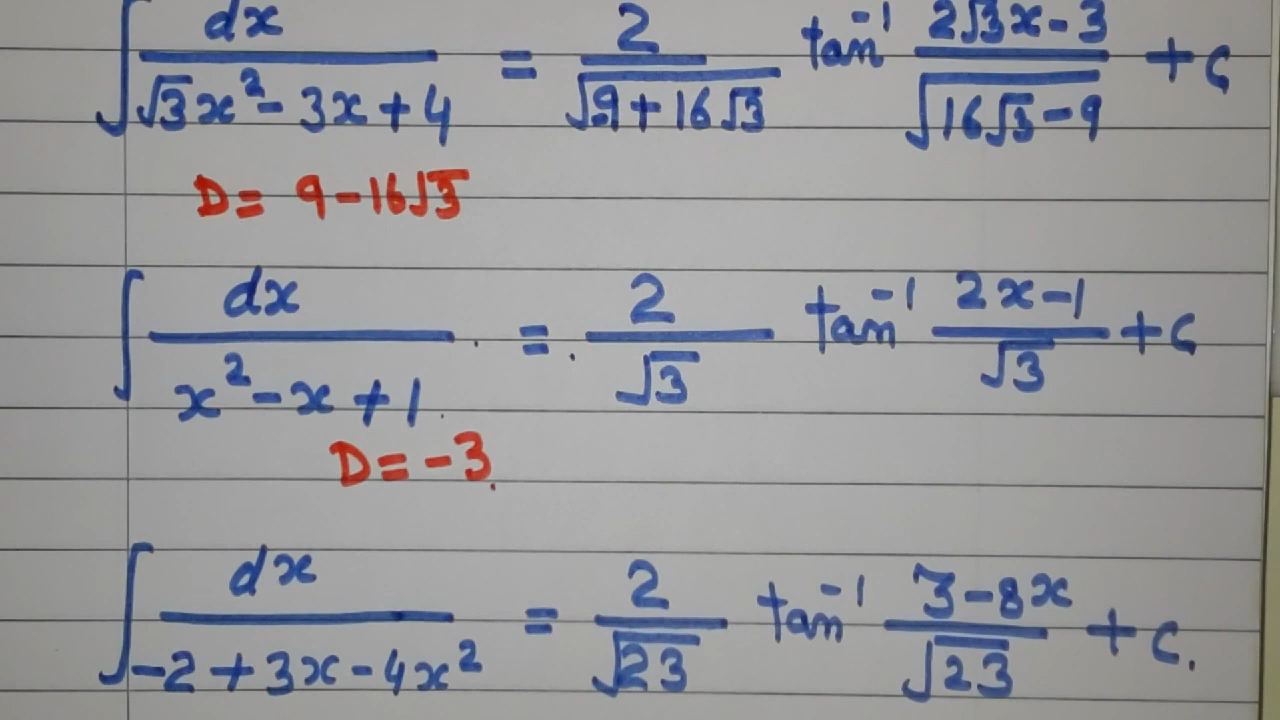 ∫ dx / (√3x² - 3x + 4) = 2 / √(9 + 16√3) tan⁻¹ (2√3x - 3) / √(16√3 - 9) + c
D = 9 - 16√3
∫ dx / (x² - x + 1) = 2 / √3 tan⁻¹ (2x - 1) / √3 + c
D = -3
∫ dx / (-2 + 3x - 4x²) = 2 / √23 tan⁻¹ (3 - 8x) / √23 + c.